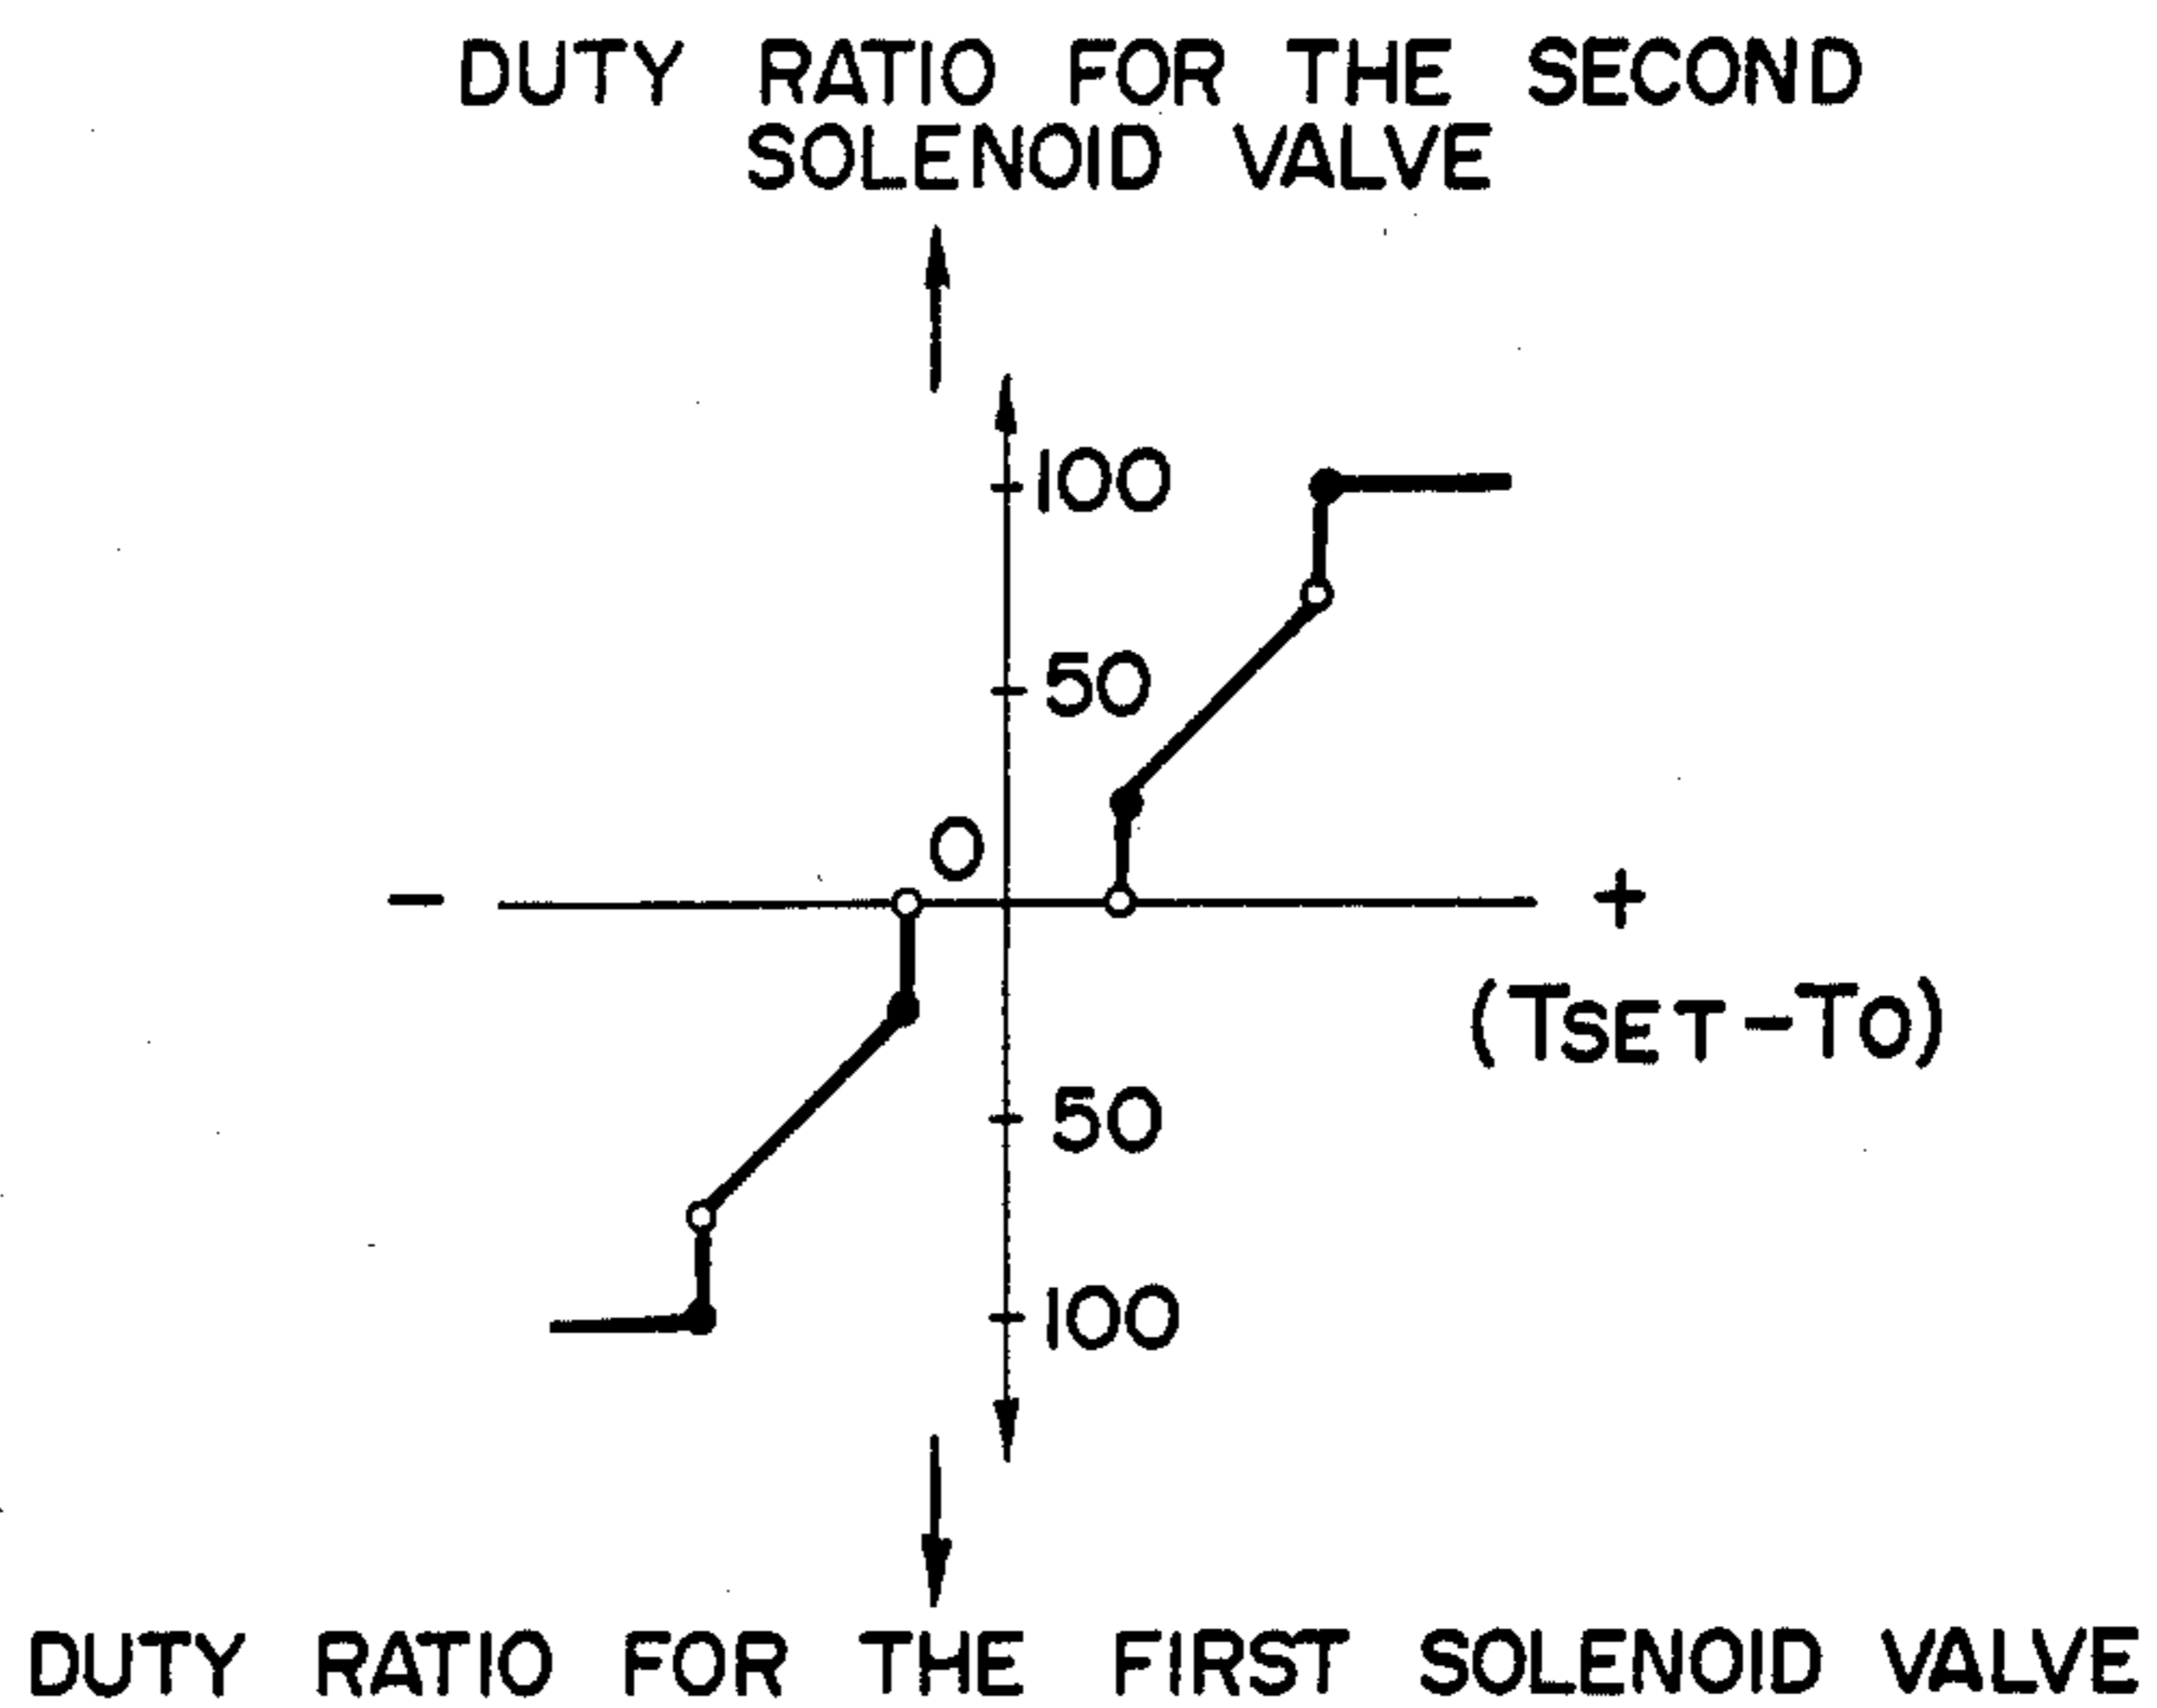 DUTY RATIO FOR THE SECOND
SOLENOID VALVE
100
50
0
− +
(TSET−TO)
50
100
DUTY RATIO FOR THE FIRST SOLENOID VALVE